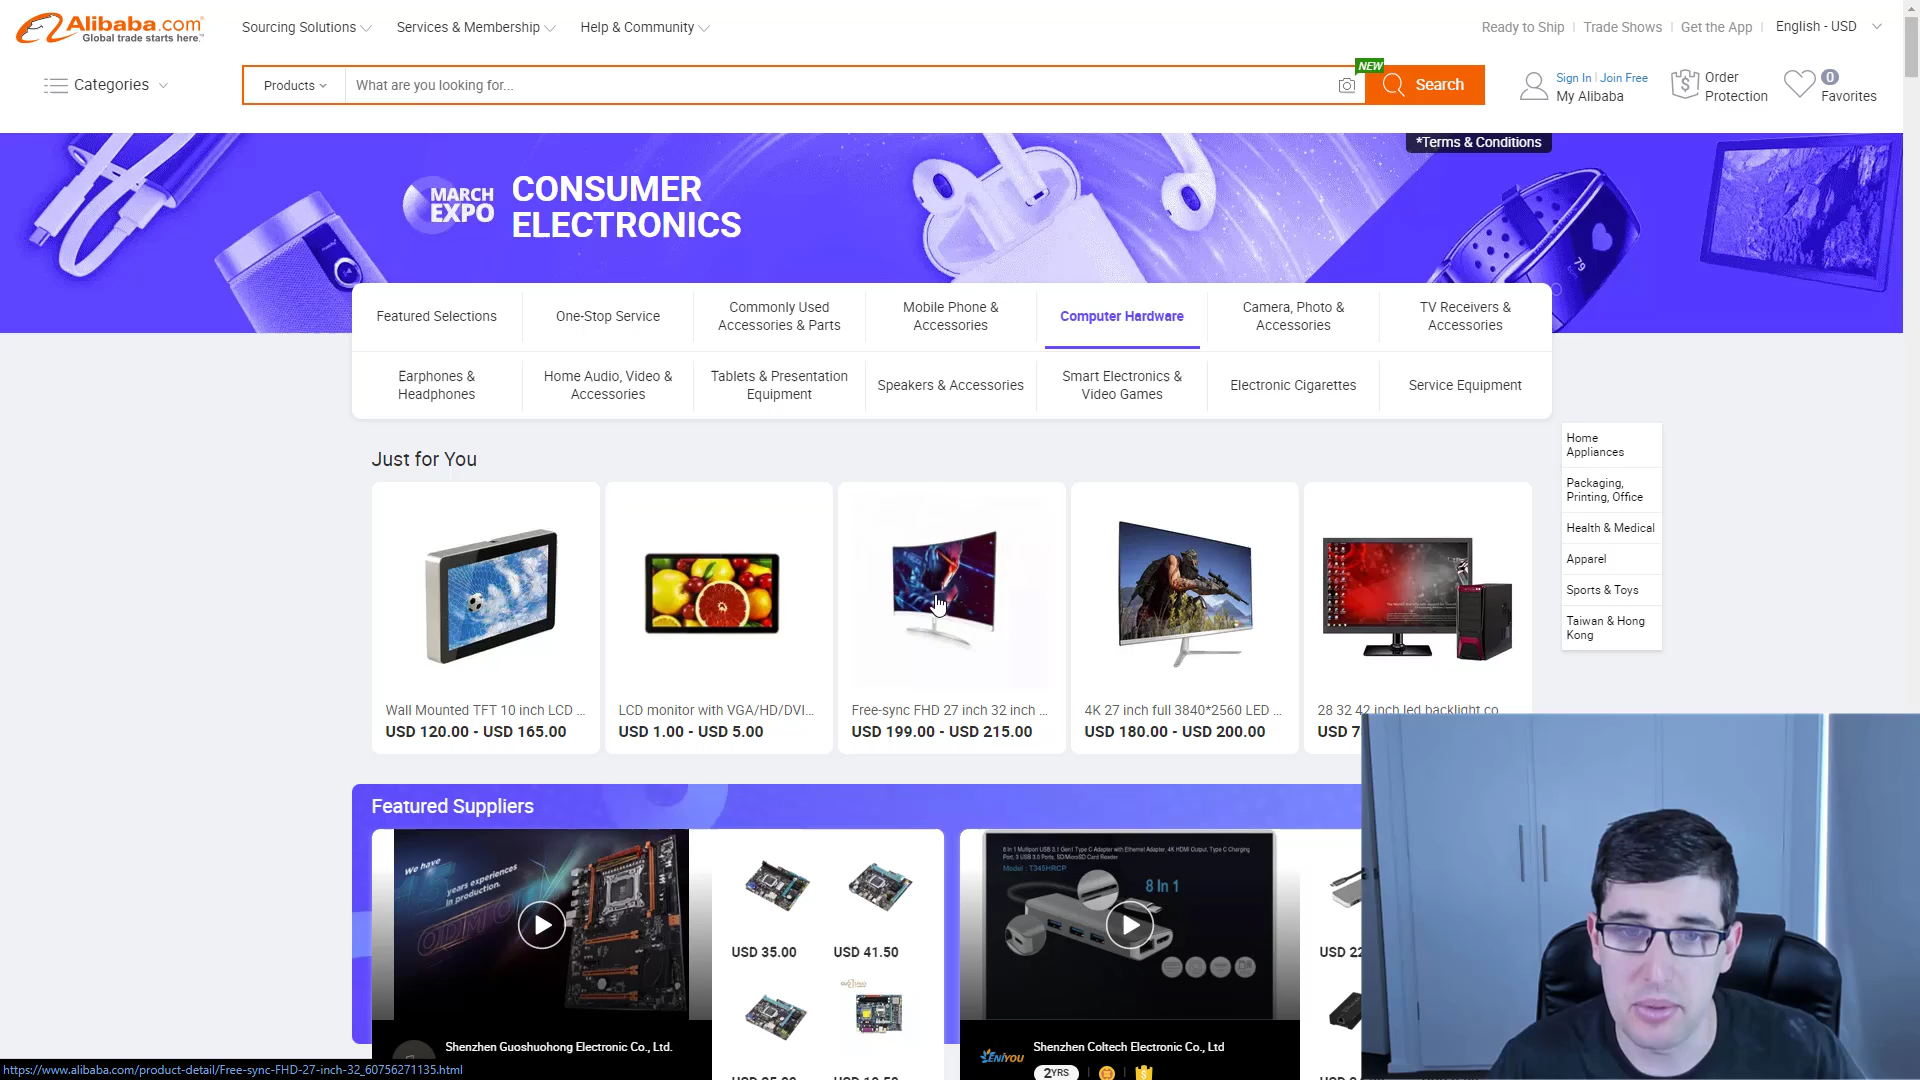 Alibaba.com
Global trade starts here.
Sourcing Solutions
Services & Membership
Help & Community
Ready to Ship
Trade Shows
Get the App
English - USD
Categories
Products
What are you looking for...
NEW
Search
Sign In
Join Free
My Alibaba
Order
Protection
0
Favorites
*Terms & Conditions
MARCH
EXPO
CONSUMER
ELECTRONICS
79
Featured Selections
One-Stop Service
Commonly Used
Accessories & Parts
Mobile Phone &
Accessories
Computer Hardware
Camera, Photo &
Accessories
TV Receivers &
Accessories
Earphones &
Headphones
Home Audio, Video &
Accessories
Tablets & Presentation
Equipment
Speakers & Accessories
Smart Electronics &
Video Games
Electronic Cigarettes
Service Equipment
Home
Appliances
Packaging,
Printing, Office
Health & Medical
Apparel
Sports & Toys
Taiwan & Hong
Kong
Just for You
Wall Mounted TFT 10 inch LCD ...
USD 120.00 - USD 165.00
LCD monitor with VGA/HD/DVI...
USD 1.00 - USD 5.00
Free-sync FHD 27 inch 32 inch ...
USD 199.00 - USD 215.00
4K 27 inch full 3840*2560 LED ...
USD 180.00 - USD 200.00
28 32 42 inch led backlight co
USD 7
Featured Suppliers
We have
years experiences
in production.
ODM
USD 35.00
USD 41.50
8 In 1 Multiport USB 3.1 Gen1 Type C Adapter with Ethernet Adapter, 4K HDMI Output, Type C Charging
Port, 3 USB 3.0 Ports, SD/MicroSD Card Reader
Model : T345HRCP
8 In 1
USD 22
Shenzhen Guoshuohong Electronic Co., Ltd.
USD 35.00
ENIYOU
Shenzhen Coltech Electronic Co., Ltd
2YRS
https://www.alibaba.com/product-detail/Free-sync-FHD-27-inch-32_60756271135.html